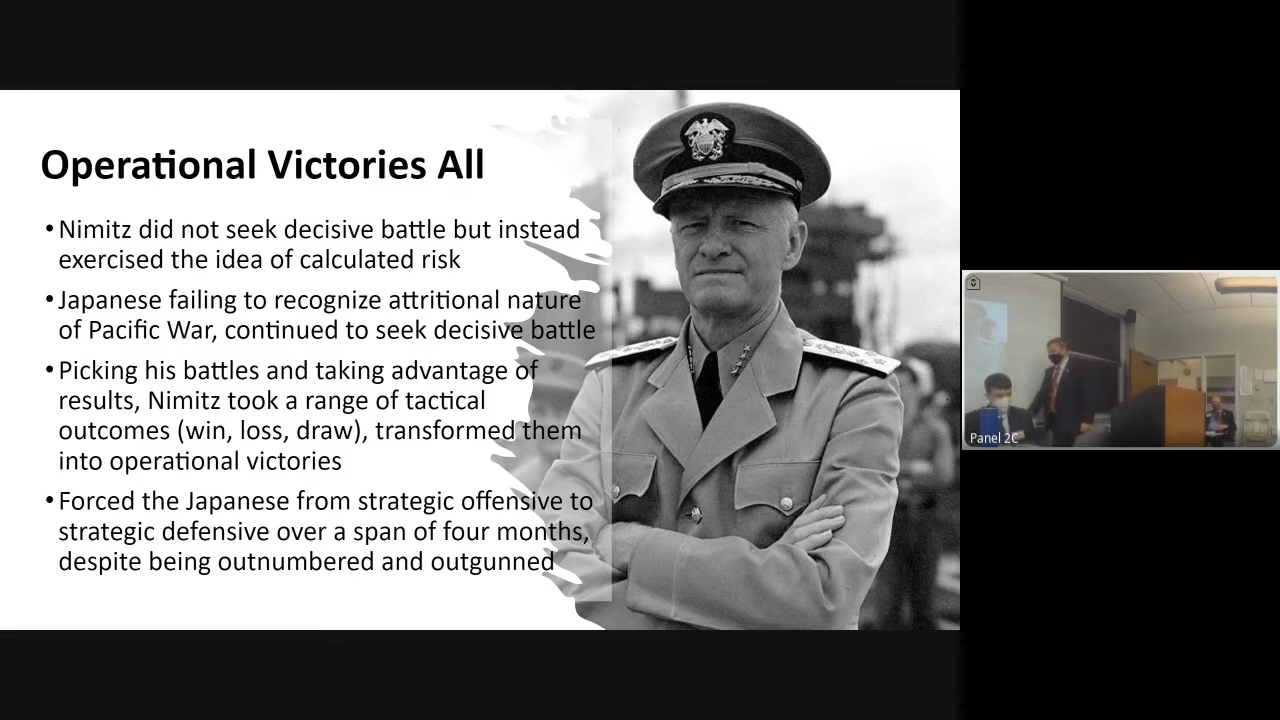 Operational Victories All
•Nimitz did not seek decisive battle but instead
exercised the idea of calculated risk
•Japanese failing to recognize attritional nature
of Pacific War, continued to seek decisive battle
•Picking his battles and taking advantage of
results, Nimitz took a range of tactical
outcomes (win, loss, draw), transformed them
into operational victories
•Forced the Japanese from strategic offensive to
strategic defensive over a span of four months,
despite being outnumbered and outgunned
Panel 2C